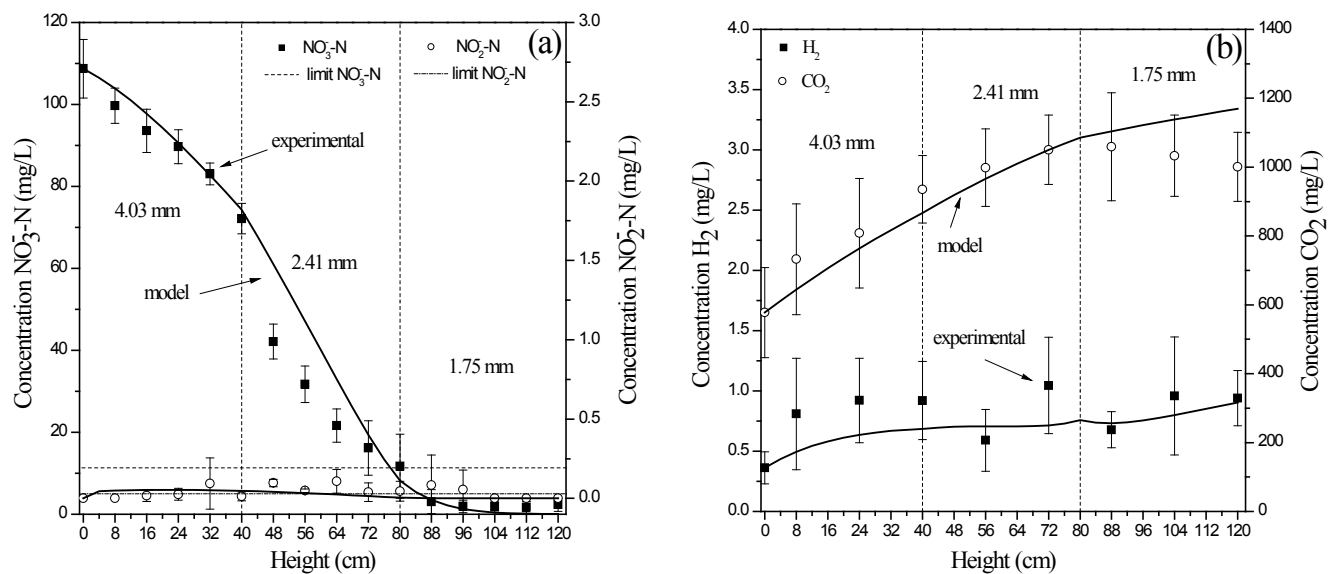 (a)
NO₃⁻-N
NO₂⁻-N
limit NO₃⁻-N
limit NO₂⁻-N
experimental
4.03 mm
2.41 mm
model
1.75 mm
Concentration NO₃⁻-N (mg/L)
120
100
80
60
40
20
0
Concentration NO₂⁻-N (mg/L)
3.0
2.5
2.0
1.5
1.0
0.5
0.0
0 8 16 24 32 40 48 56 64 72 80 88 96 104 112 120
Height (cm)
(b)
H₂
CO₂
1.75 mm
2.41 mm
4.03 mm
model
experimental
Concentration H₂ (mg/L)
4.0
3.5
3.0
2.5
2.0
1.5
1.0
0.5
0.0
Concentration CO₂ (mg/L)
1400
1200
1000
800
600
400
200
0
0 8 16 24 32 40 48 56 64 72 80 88 96 104 112 120
Height (cm)